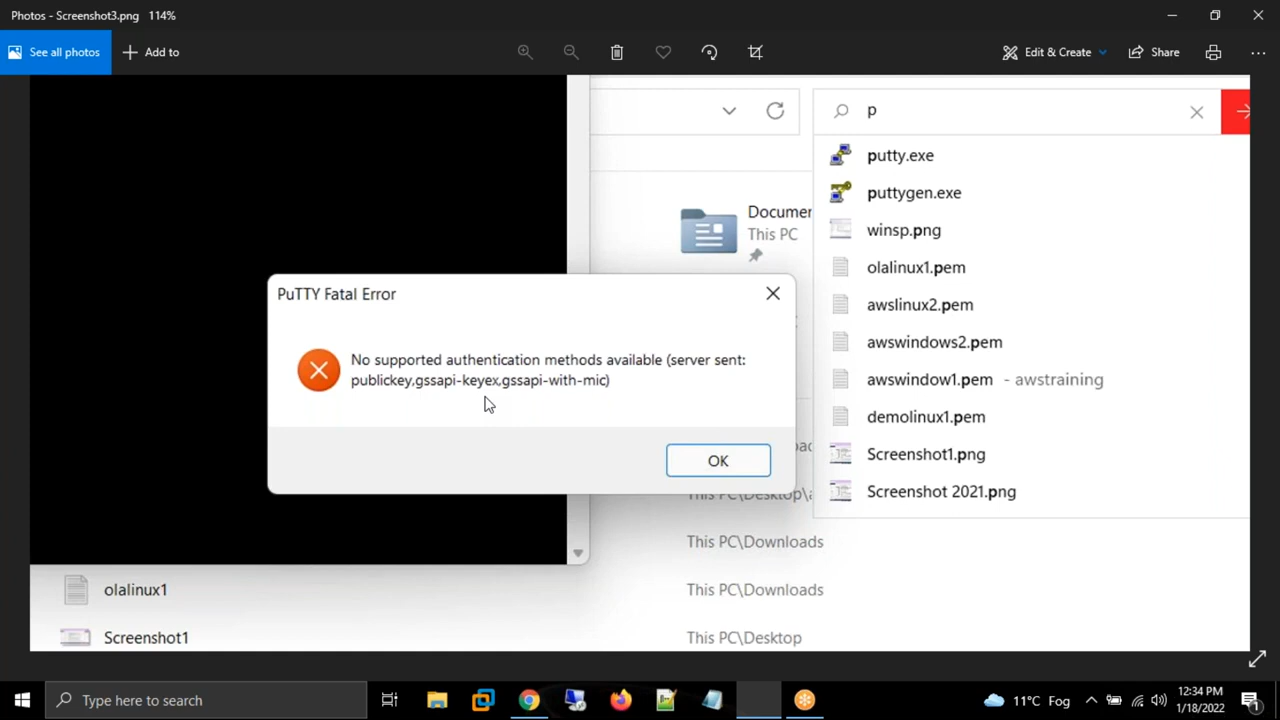 Photos - Screenshot3.png 114%
See all photos
Add to
Edit & Create
Share
p
putty.exe
puttygen.exe
winsp.png
olalinux1.pem
awslinux2.pem
awswindows2.pem
awswindow1.pem - awstraining
demolinux1.pem
Screenshot1.png
Screenshot 2021.png
Documen
This PC
PuTTY Fatal Error
No supported authentication methods available (server sent:
publickey,gssapi-keyex,gssapi-with-mic)
OK
This PC\Desktop\a
This PC\Downloads
olalinux1
This PC\Downloads
Screenshot1
This PC\Desktop
Type here to search
11°C Fog
12:34 PM
1/18/2022
1